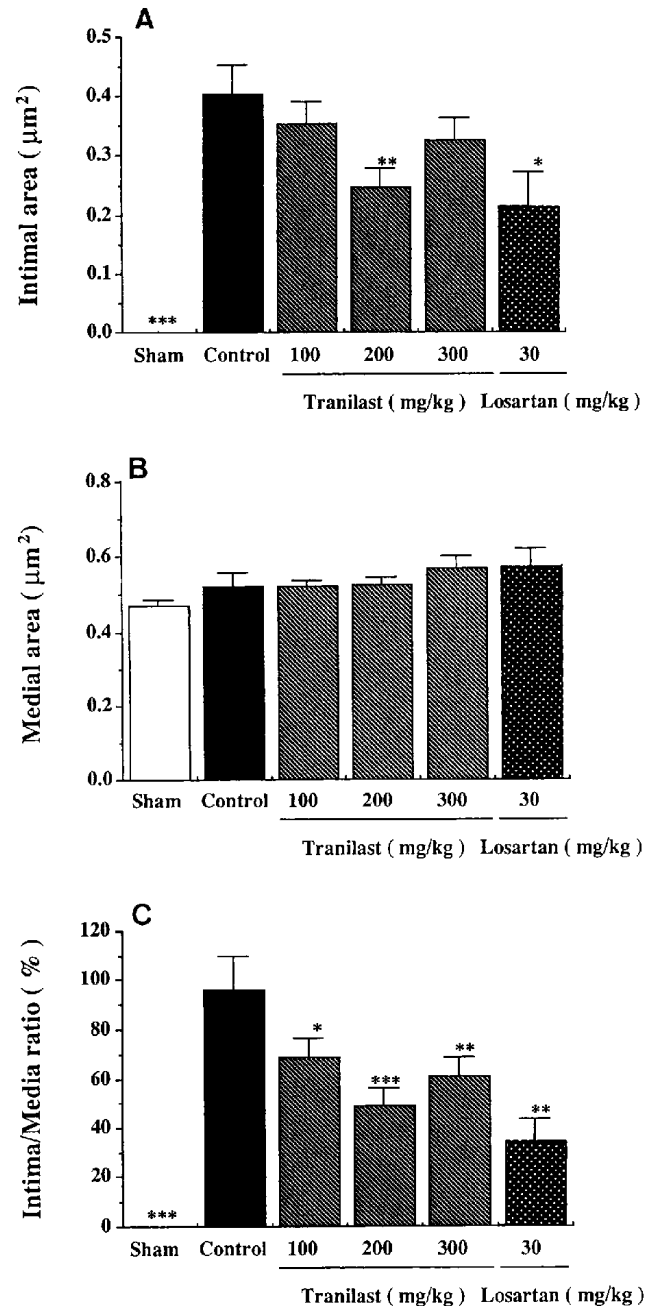 A
Intimal area ( μm²)
0.5
0.4
0.3
0.2
0.1
0.0
***
**
*
Sham Control 100 200 300 30
Tranilast ( mg/kg ) Losartan ( mg/kg )
B
Medial area ( μm²)
0.8
0.6
0.4
0.2
0.0
Sham Control 100 200 300 30
Tranilast ( mg/kg ) Losartan ( mg/kg )
C
Intima/Media ratio ( %)
120
100
80
60
40
20
0
***
*
***
**
**
Sham Control 100 200 300 30
Tranilast ( mg/kg ) Losartan ( mg/kg )